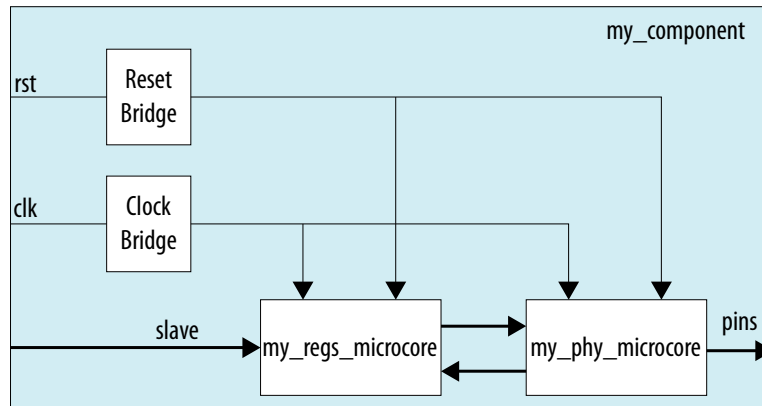 my_component
rst
Reset
Bridge
clk
Clock
Bridge
slave
my_regs_microcore
my_phy_microcore
pins